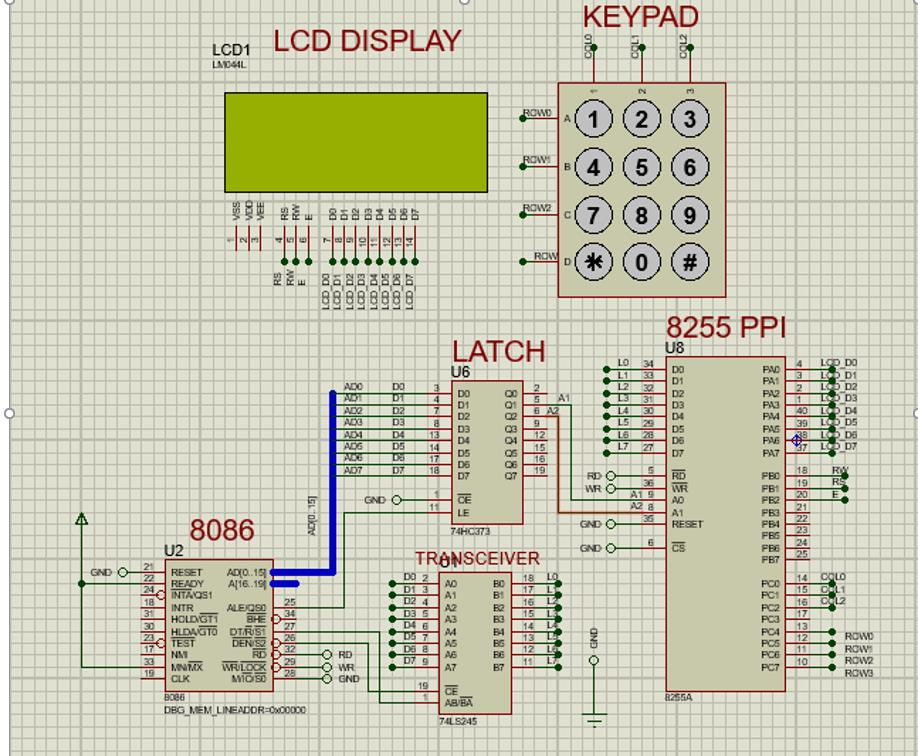 KEYPAD
LCD DISPLAY
LCD1
LM044L
COL0 COL1 COL2
1 2 3
ROW0 A 1 2 3
ROW1 B 4 5 6
ROW2 C 7 8 9
ROW D * 0 #
VSS VDD VEE RS RW E D0 D1 D2 D3 D4 D5 D6 D7
1 2 3 4 5 6 7 8 9 10 11 12 13 14
RS RW E LCD_D0 LCD_D1 LCD_D2 LCD_D3 LCD_D4 LCD_D5 LCD_D6 LCD_D7
8255 PPI
U8
L0 34 D0 PA0 4 LCD_D0
L1 33 D1 PA1 3 LCD_D1
L2 32 D2 PA2 2 LCD_D2
L3 31 D3 PA3 1 LCD_D3
L4 30 D4 PA4 40 LCD_D4
L5 29 D5 PA5 39 LCD_D5
L6 28 D6 PA6 38 LCD_D6
L7 27 D7 PA7 37 LCD_D7
RD 5 RD PB0 18 RW
WR 36 WR PB1 19 RS
A1 9 A0 PB2 20 E
A2 8 A1 PB3 21
GND 35 RESET PB4 22
PB5 23
GND 6 CS PB6 24
PB7 25
PC0 14 COL0
PC1 15 COL1
PC2 16 COL2
PC3 17
PC4 13 ROW0
PC5 12 ROW1
PC6 11 ROW2
PC7 10 ROW3
8255A
LATCH
U6
AD0 D0 3 D0 Q0 2
AD1 D1 4 D1 Q1 5 A1
AD2 D2 7 D2 Q2 6 A2
AD3 D3 8 D3 Q3 9
AD4 D4 13 D4 Q4 12
AD5 D5 14 D5 Q5 15
AD6 D6 17 D6 Q6 16
AD7 D7 18 D7 Q7 19
GND 1 OE
11 LE
74HC373
AD[0..15]
8086
U2
GND 21 RESET AD[0..15]
22 READY A[16..19]
24 INTA/QS1
18 INTR ALE/QS0 25
31 HOLD/GT1 BHE 34
30 HLDA/GT0 DT/R/S1 27
23 TEST DEN/S2 26
17 NMI RD 32 RD
33 MN/MX WR/LOCK 29 WR
19 CLK M/IO/S0 28 GND
8086
DBG_MEM_LINEADDR=0x00000
TRANSCEIVER
U1
D0 2 A0 B0 18 L0
D1 3 A1 B1 17 L1
D2 4 A2 B2 16 L2
D3 5 A3 B3 15 L3
D4 6 A4 B4 14 L4
D5 7 A5 B5 13 L5
D6 8 A6 B6 12 L6
D7 9 A7 B7 11 L7
19 CE
1 AB/BA
74LS245
GND